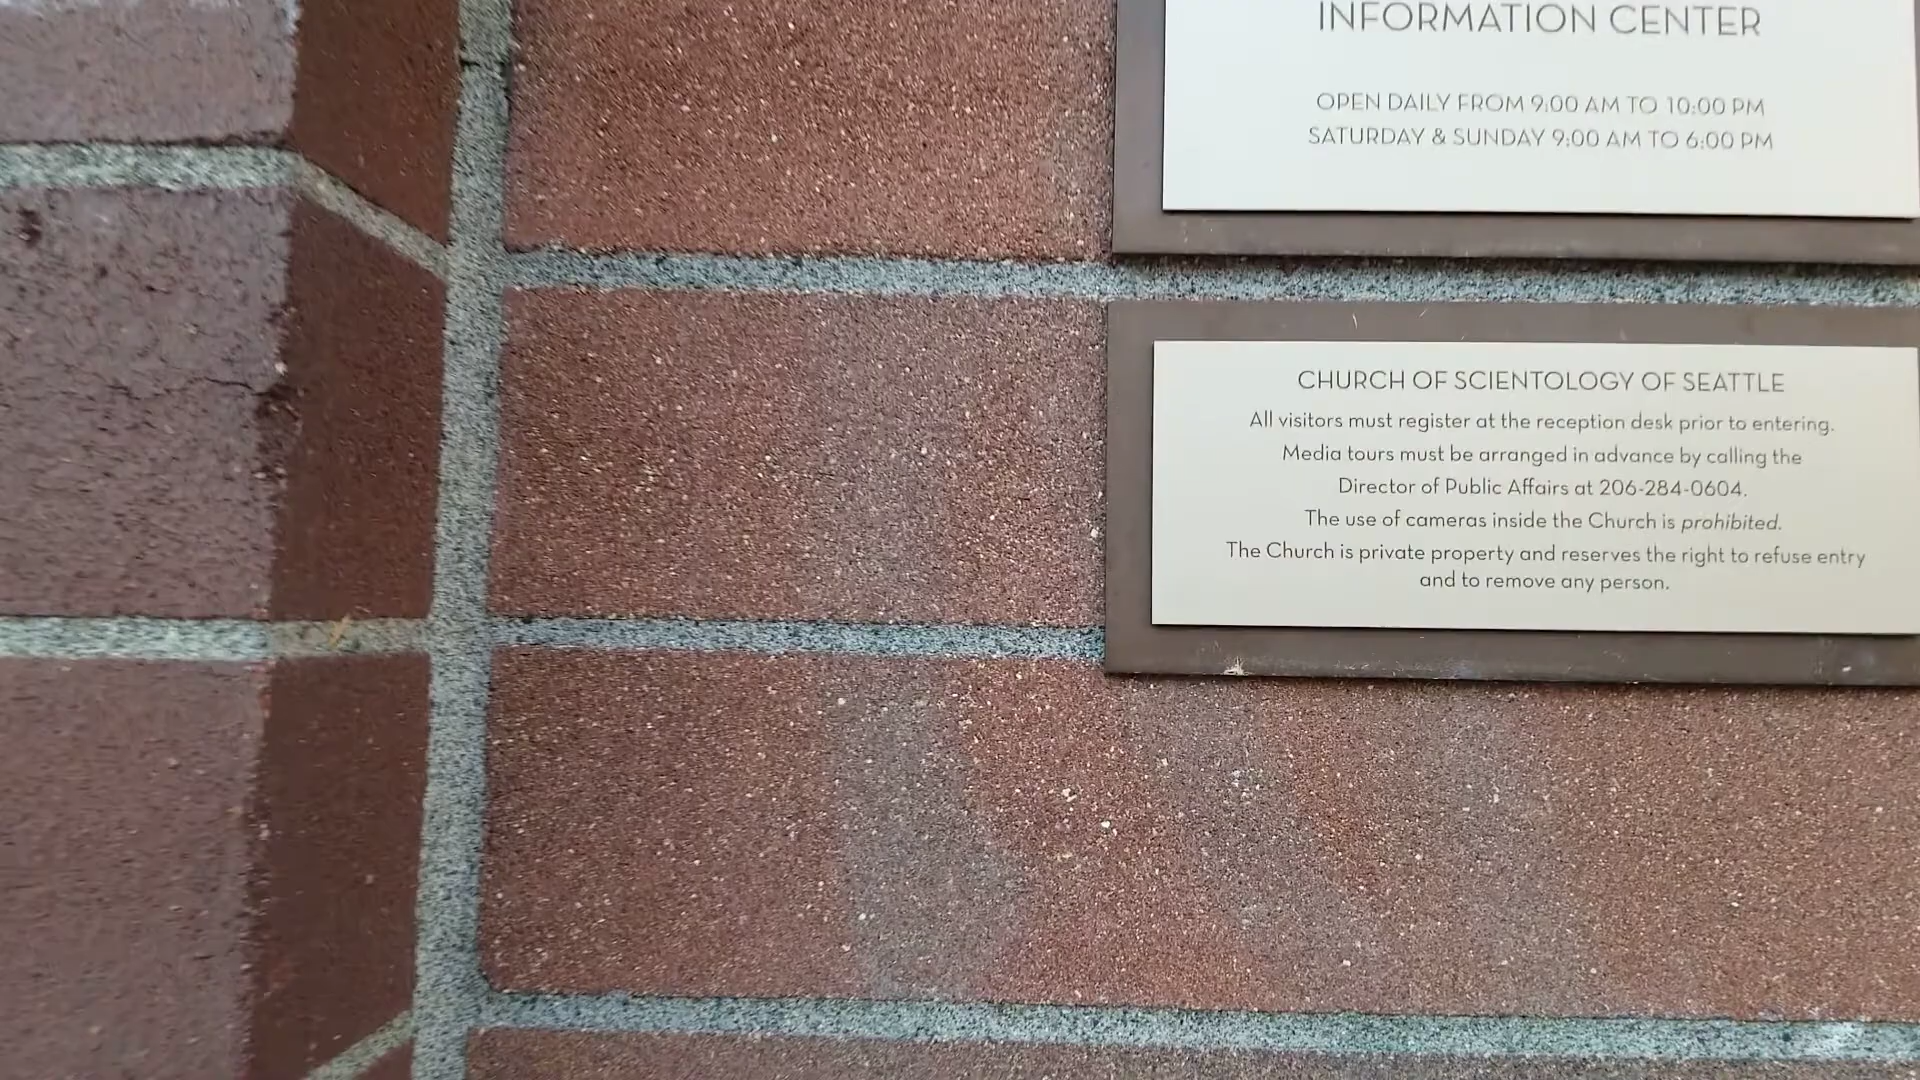 INFORMATION CENTER
OPEN DAILY FROM 9:00 AM TO 10:00 PM
SATURDAY & SUNDAY 9:00 AM TO 6:00 PM
CHURCH OF SCIENTOLOGY OF SEATTLE
All visitors must register at the reception desk prior to entering.
Media tours must be arranged in advance by calling the
Director of Public Affairs at 206-284-0604.
The use of cameras inside the Church is prohibited.
The Church is private property and reserves the right to refuse entry
and to remove any person.